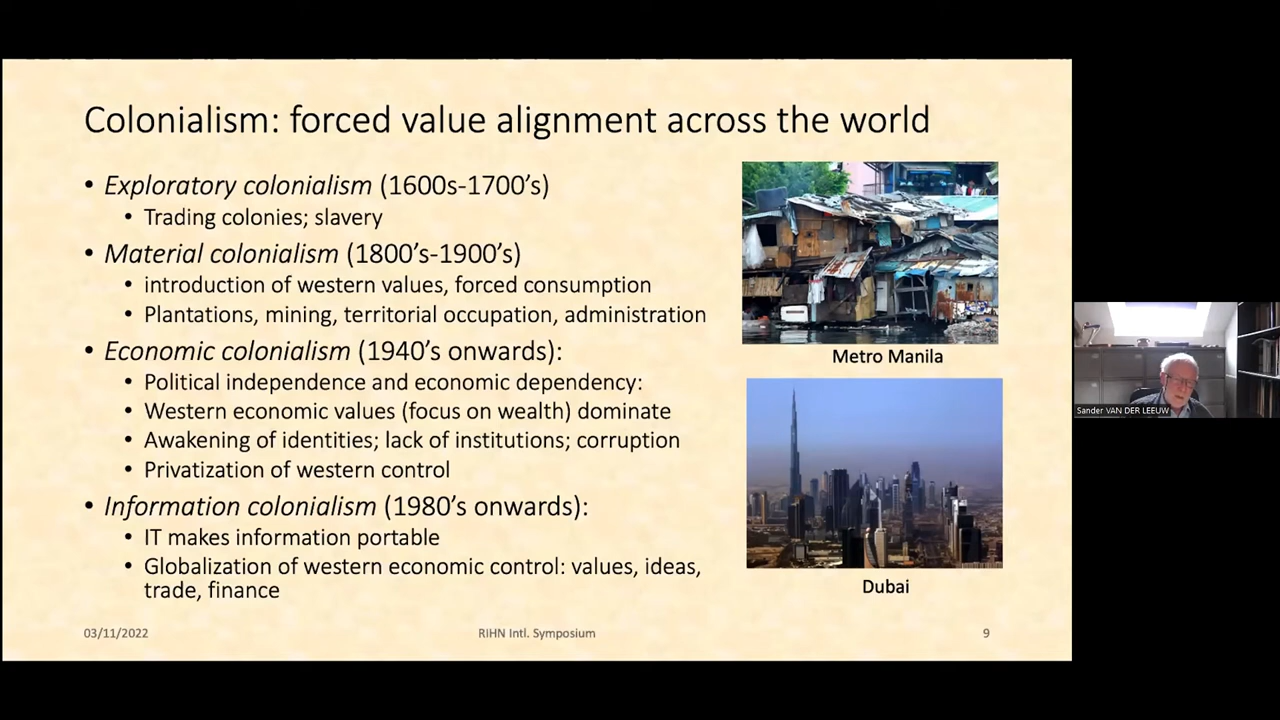 Colonialism: forced value alignment across the world
• Exploratory colonialism (1600s-1700's)
• Trading colonies; slavery
• Material colonialism (1800's-1900's)
• introduction of western values, forced consumption
• Plantations, mining, territorial occupation, administration
• Economic colonialism (1940's onwards):
• Political independence and economic dependency:
• Western economic values (focus on wealth) dominate
• Awakening of identities; lack of institutions; corruption
• Privatization of western control
• Information colonialism (1980's onwards):
• IT makes information portable
• Globalization of western economic control: values, ideas,
trade, finance
Metro Manila
Dubai
03/11/2022
RIHN Intl. Symposium
9
Sander VAN DER LEEUW